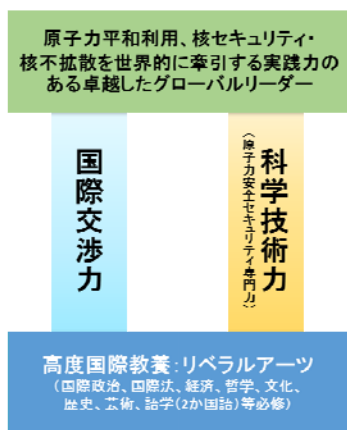 原子力平和利用、核セキュリティ・
核不拡散を世界的に牽引する実践力の
ある卓越したグローバルリーダー
国際交渉力
科学技術力
（原子力安全セキュリティ専門力）
高度国際教養：リベラルアーツ
（国際政治、国際法、経済、哲学、文化、
歴史、芸術、語学(2か国語)等必修）